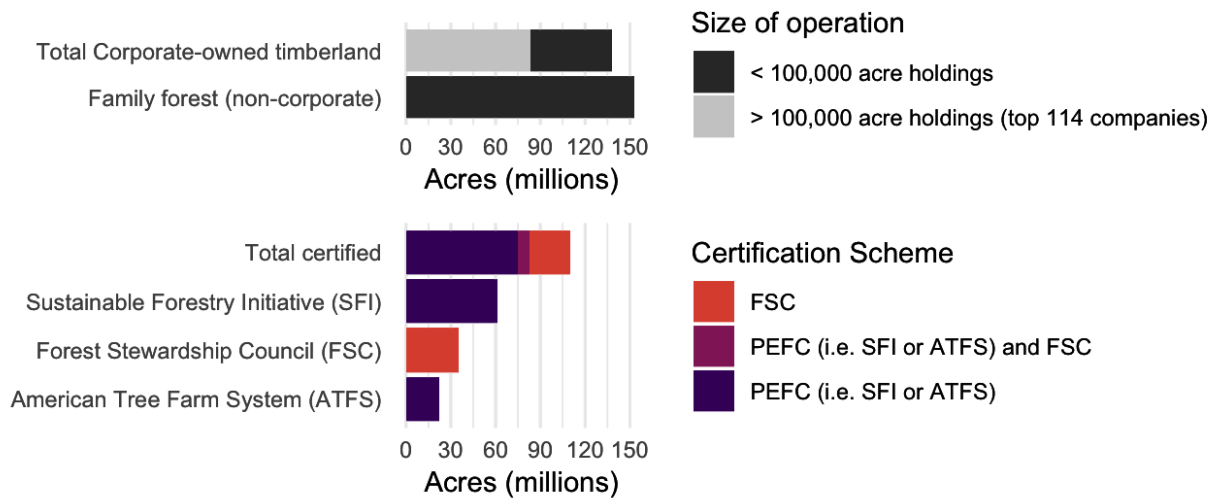 Total Corporate-owned timberland
Family forest (non-corporate)
0 30 60 90 120 150
Acres (millions)
Size of operation
< 100,000 acre holdings
> 100,000 acre holdings (top 114 companies)
Total certified
Sustainable Forestry Initiative (SFI)
Forest Stewardship Council (FSC)
American Tree Farm System (ATFS)
0 30 60 90 120 150
Acres (millions)
Certification Scheme
FSC
PEFC (i.e. SFI or ATFS) and FSC
PEFC (i.e. SFI or ATFS)